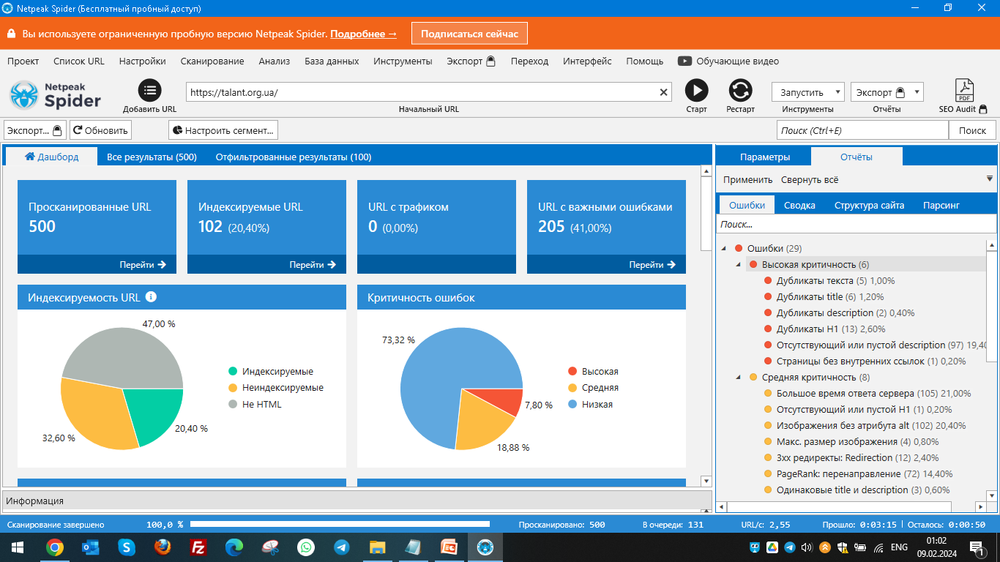 Netpeak Spider (Бесплатный пробный доступ)
Вы используете ограниченную пробную версию Netpeak Spider. Подробнее → Подписаться сейчас
Проект Список URL Настройки Сканирование Анализ База данных Инструменты Экспорт Переход Интерфейс Помощь Обучающие видео
Netpeak Spider
Добавить URL
https://talant.org.ua/
Начальный URL
Старт
Рестарт
Запустить
Инструменты
Экспорт
Отчёты
PDF
SEO Audit
Экспорт... Обновить Настроить сегмент... Поиск (Ctrl+E) Поиск
Дашборд Все результаты (500) Отфильтрованные результаты (100)
Просканированные URL
500
Перейти →
Индексируемые URL
102 (20,40%)
Перейти →
URL с трафиком
0 (0,00%)
URL с важными ошибками
205 (41,00%)
Перейти →
Индексируемость URL
47,00 %
32,60 %
20,40 %
Индексируемые
Неиндексируемые
Не HTML
Критичность ошибок
73,32 %
7,80 %
18,88 %
Высокая
Средняя
Низкая
Информация
Параметры Отчёты
Применить Свернуть всё
Ошибки Сводка Структура сайта Парсинг
Поиск...
Ошибки (29)
Высокая критичность (6)
Дубликаты текста (5) 1,00%
Дубликаты title (6) 1,20%
Дубликаты description (2) 0,40%
Дубликаты H1 (13) 2,60%
Отсутствующий или пустой description (97) 19,40
Страницы без внутренних ссылок (1) 0,20%
Средняя критичность (8)
Большое время ответа сервера (105) 21,00%
Отсутствующий или пустой H1 (1) 0,20%
Изображения без атрибута alt (102) 20,40%
Макс. размер изображения (4) 0,80%
3xx редиректы: Redirection (12) 2,40%
PageRank: перенаправление (72) 14,40%
Одинаковые title и description (3) 0,60%
Сканирование завершено 100,0 % Просканировано: 500 В очереди: 131 URL/с: 2,55 Прошло: 0:03:15 | Осталось: 0:00:50
ENG
01:02
09.02.2024
1